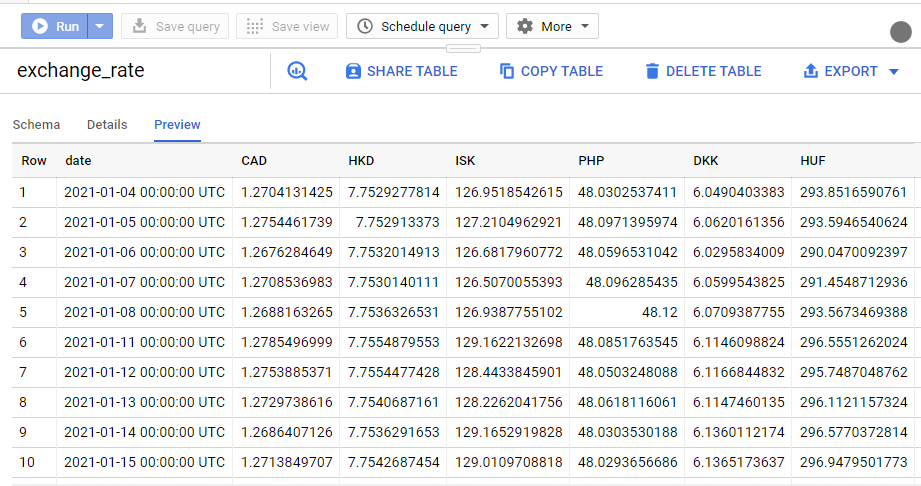 Run Save query Save view Schedule query More
exchange_rate SHARE TABLE COPY TABLE DELETE TABLE EXPORT
Schema Details Preview
Row date CAD HKD ISK PHP DKK HUF
1 2021-01-04 00:00:00 UTC 1.2704131425 7.7529277814 126.9518542615 48.0302537411 6.0490403383 293.8516590761
2 2021-01-05 00:00:00 UTC 1.2754461739 7.752913373 127.2104962921 48.0971395974 6.0620161356 293.5946540624
3 2021-01-06 00:00:00 UTC 1.2676284649 7.7532014913 126.6817960772 48.0596531042 6.0295834009 290.0470092397
4 2021-01-07 00:00:00 UTC 1.2708536983 7.7530140111 126.5070055393 48.096285435 6.0599543825 291.4548712936
5 2021-01-08 00:00:00 UTC 1.2688163265 7.7536326531 126.9387755102 48.12 6.0709387755 293.5673469388
6 2021-01-11 00:00:00 UTC 1.2785496999 7.7554879553 129.1622132698 48.0851763545 6.1146098824 296.5551262024
7 2021-01-12 00:00:00 UTC 1.2753885371 7.7554477428 128.4433845901 48.0503248088 6.1166844832 295.7487048762
8 2021-01-13 00:00:00 UTC 1.2729738616 7.7540687161 128.2262041756 48.0618116061 6.1147460135 296.1121157324
9 2021-01-14 00:00:00 UTC 1.2686407126 7.7536291653 129.1652919828 48.0303530188 6.1360112174 296.5770372814
10 2021-01-15 00:00:00 UTC 1.2713849707 7.7542687454 129.0109708818 48.0293656686 6.1365173637 296.9479501773